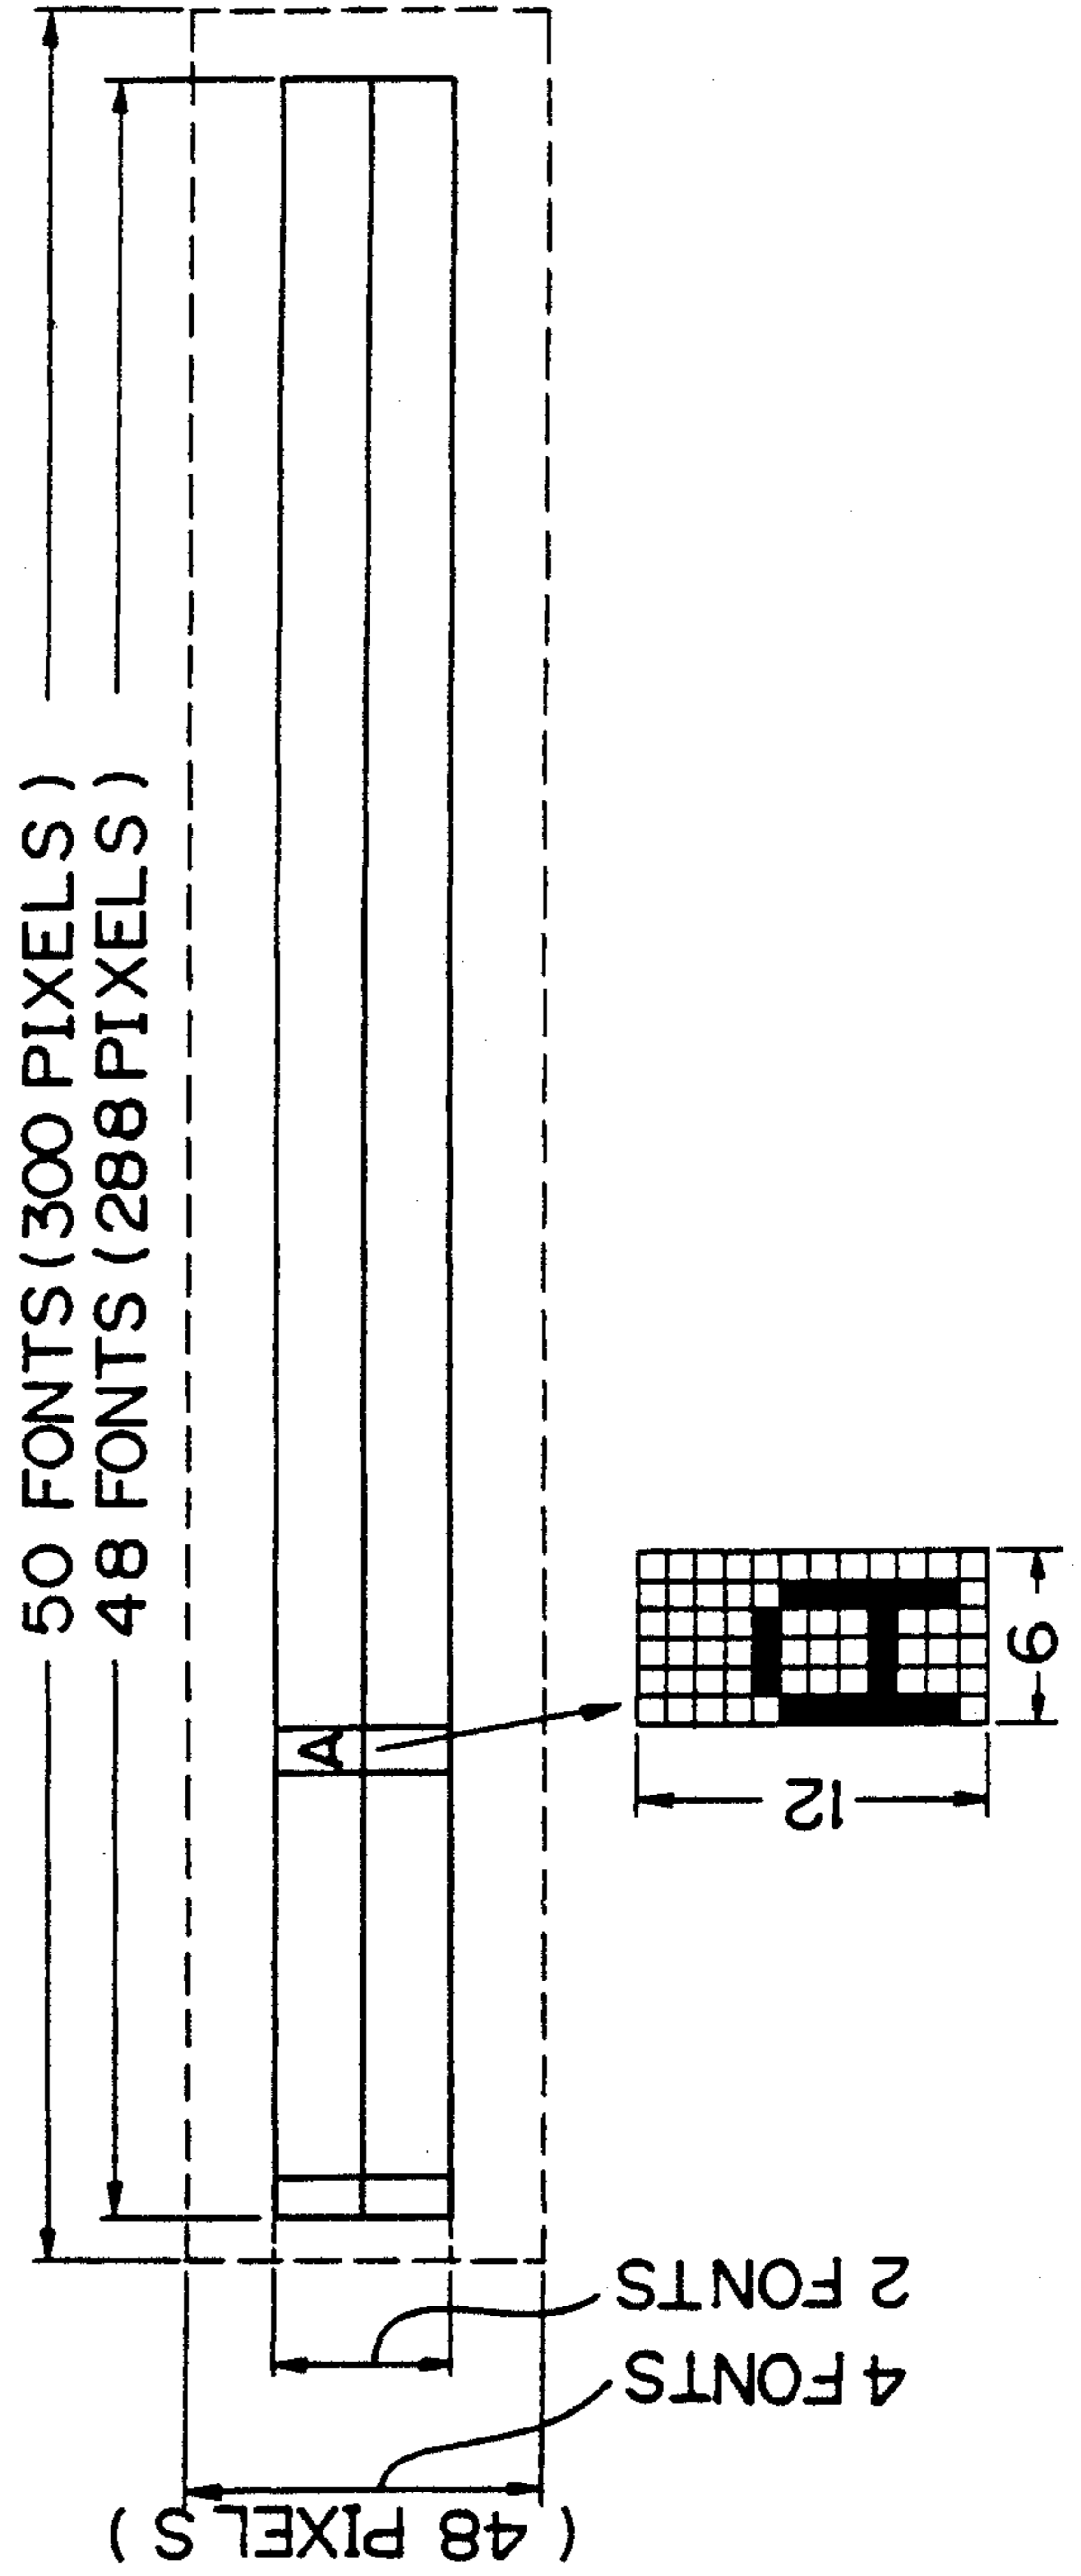 50 FONTS (300 PIXELS)
48 FONTS (288 PIXELS)
A
2 FONTS
4 FONTS
(48 PIXELS)
12
6